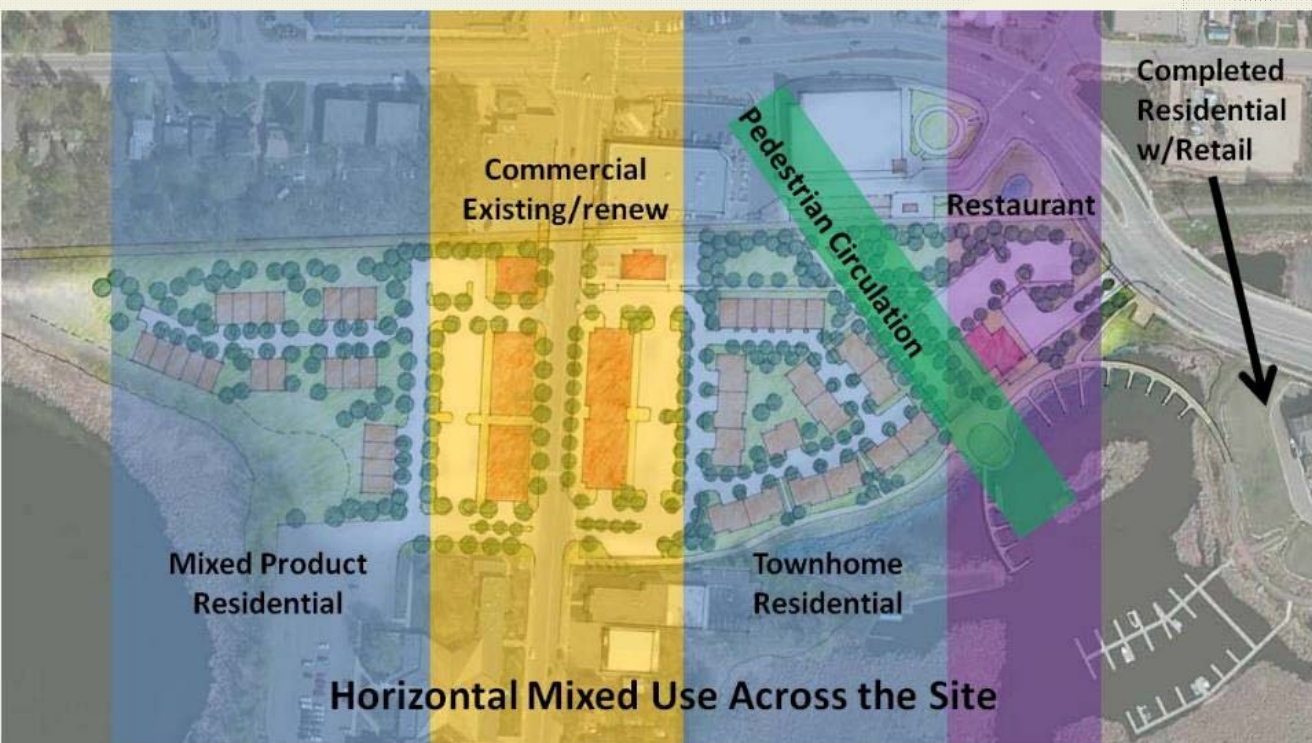 Completed
Residential
w/Retail
Pedestrian Circulation
Commercial
Existing/renew
Restaurant
Mixed Product
Residential
Townhome
Residential
Horizontal Mixed Use Across the Site